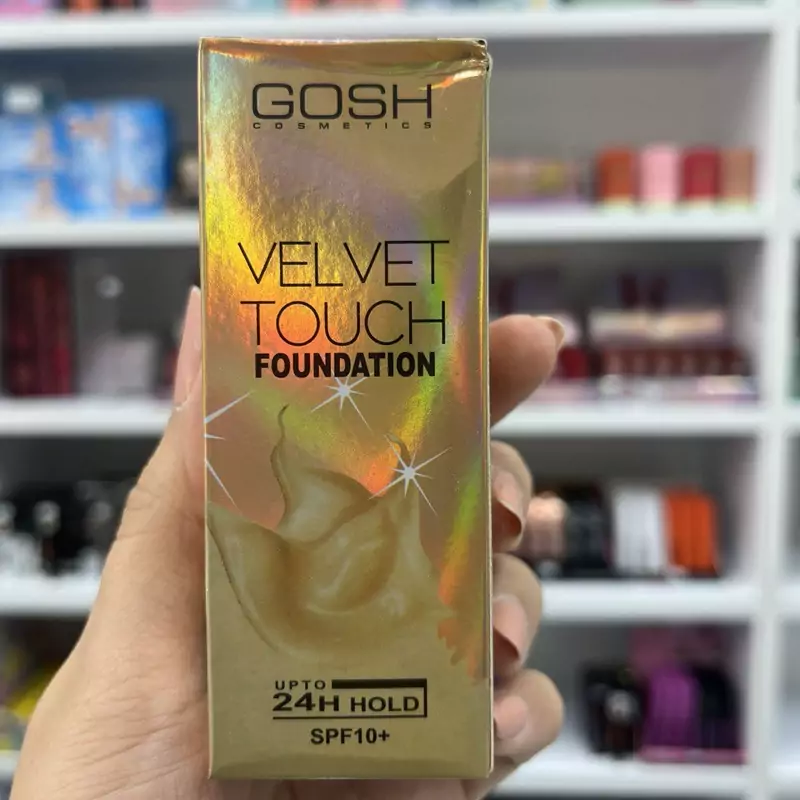 GOSH
COSMETICS
VELVET
TOUCH
FOUNDATION
UPTO
24H HOLD
SPF10+